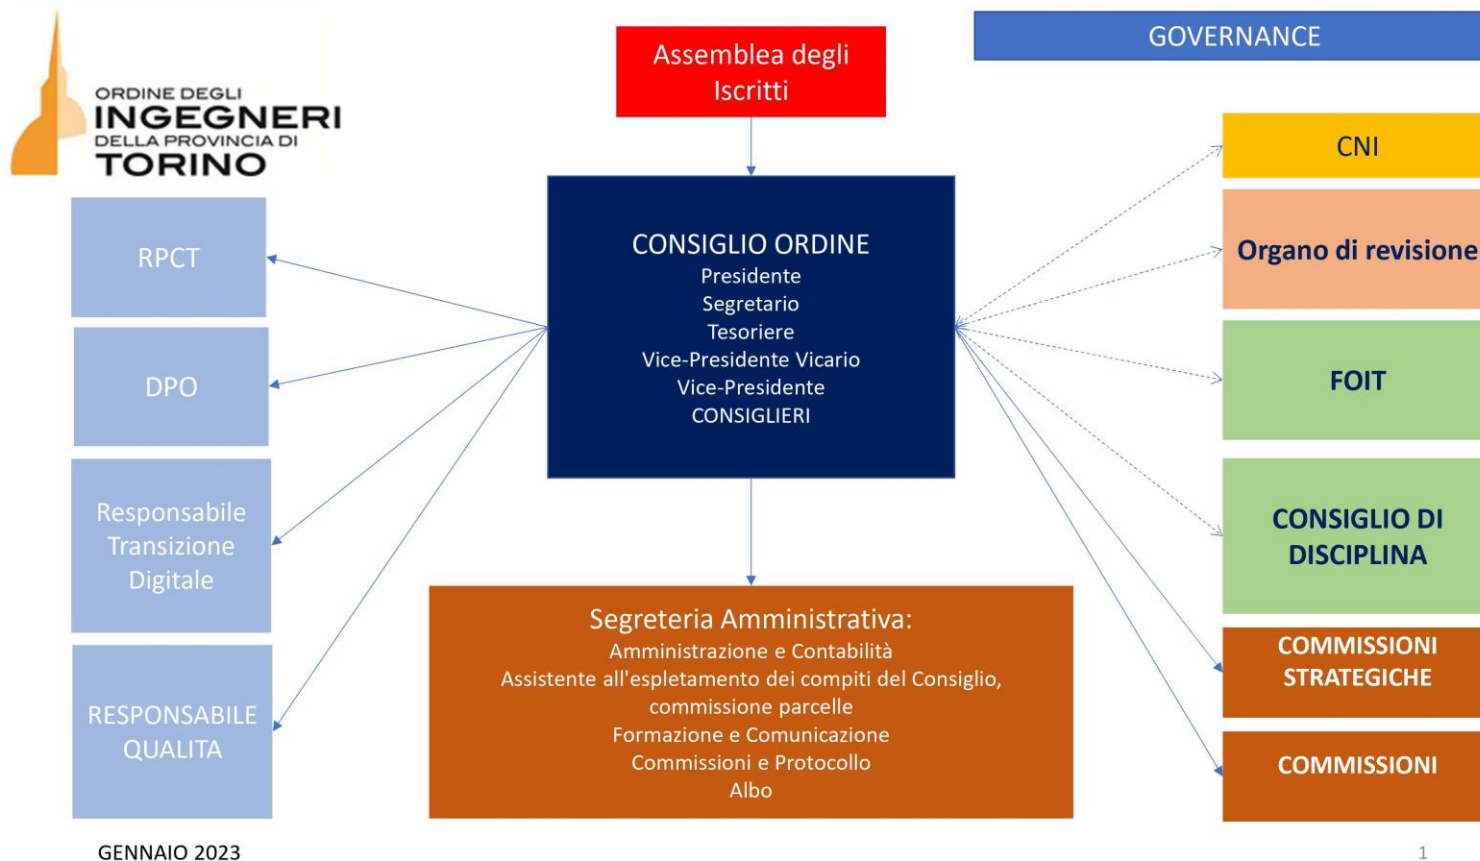 ORDINE DEGLI
INGEGNERI
DELLA PROVINCIA DI
TORINO
Assemblea degli
Iscritti
GOVERNANCE
CONSIGLIO ORDINE
Presidente
Segretario
Tesoriere
Vice-Presidente Vicario
Vice-Presidente
CONSIGLIERI
RPCT
DPO
Responsabile
Transizione
Digitale
RESPONSABILE
QUALITA
CNI
Organo di revisione
FOIT
CONSIGLIO DI
DISCIPLINA
COMMISSIONI
STRATEGICHE
COMMISSIONI
Segreteria Amministrativa:
Amministrazione e Contabilità
Assistente all'espletamento dei compiti del Consiglio,
commissione parcelle
Formazione e Comunicazione
Commissioni e Protocollo
Albo
GENNAIO 2023
1